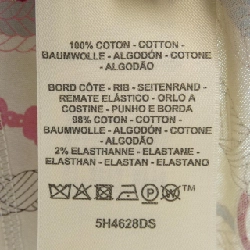 100% COTON - COTTON -
BAUMWOLLE - ALGODÓN - COTONE
- ALGODÃO
BORD CÔTE - RIB - SEITENRAND -
REMATE ELÁSTICO - ORLO A
COSTINE - PUNHO E BORDA
98% COTON - COTTON -
BAUMWOLLE - ALGODÓN - COTONE
- ALGODÃO
2% ELASTHANNE - ELASTANE -
ELASTHAN - ELASTAN - ELASTANO
5H4628DS